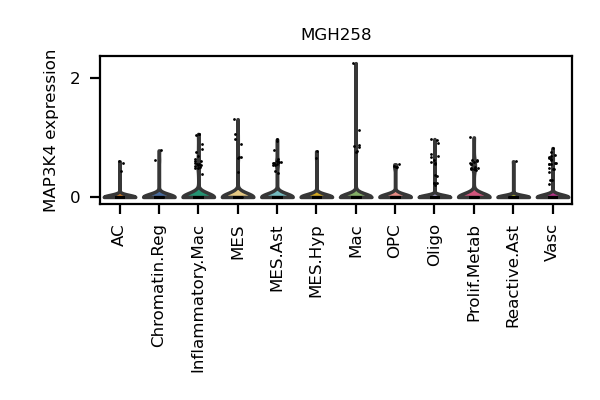 MGH258
MAP3K4 expression
2
0
AC
Chromatin.Reg
Inflammatory.Mac
MES
MES.Ast
MES.Hyp
Mac
OPC
Oligo
Prolif.Metab
Reactive.Ast
Vasc